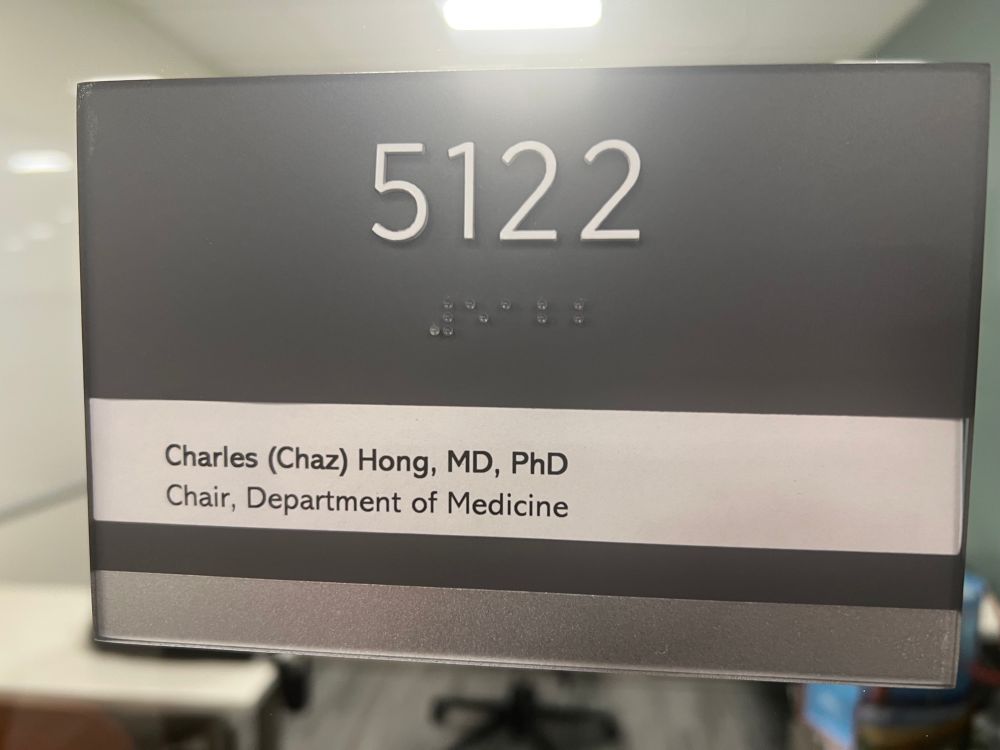 5122
⠼⠑⠁⠃⠃
Charles (Chaz) Hong, MD, PhD
Chair, Department of Medicine